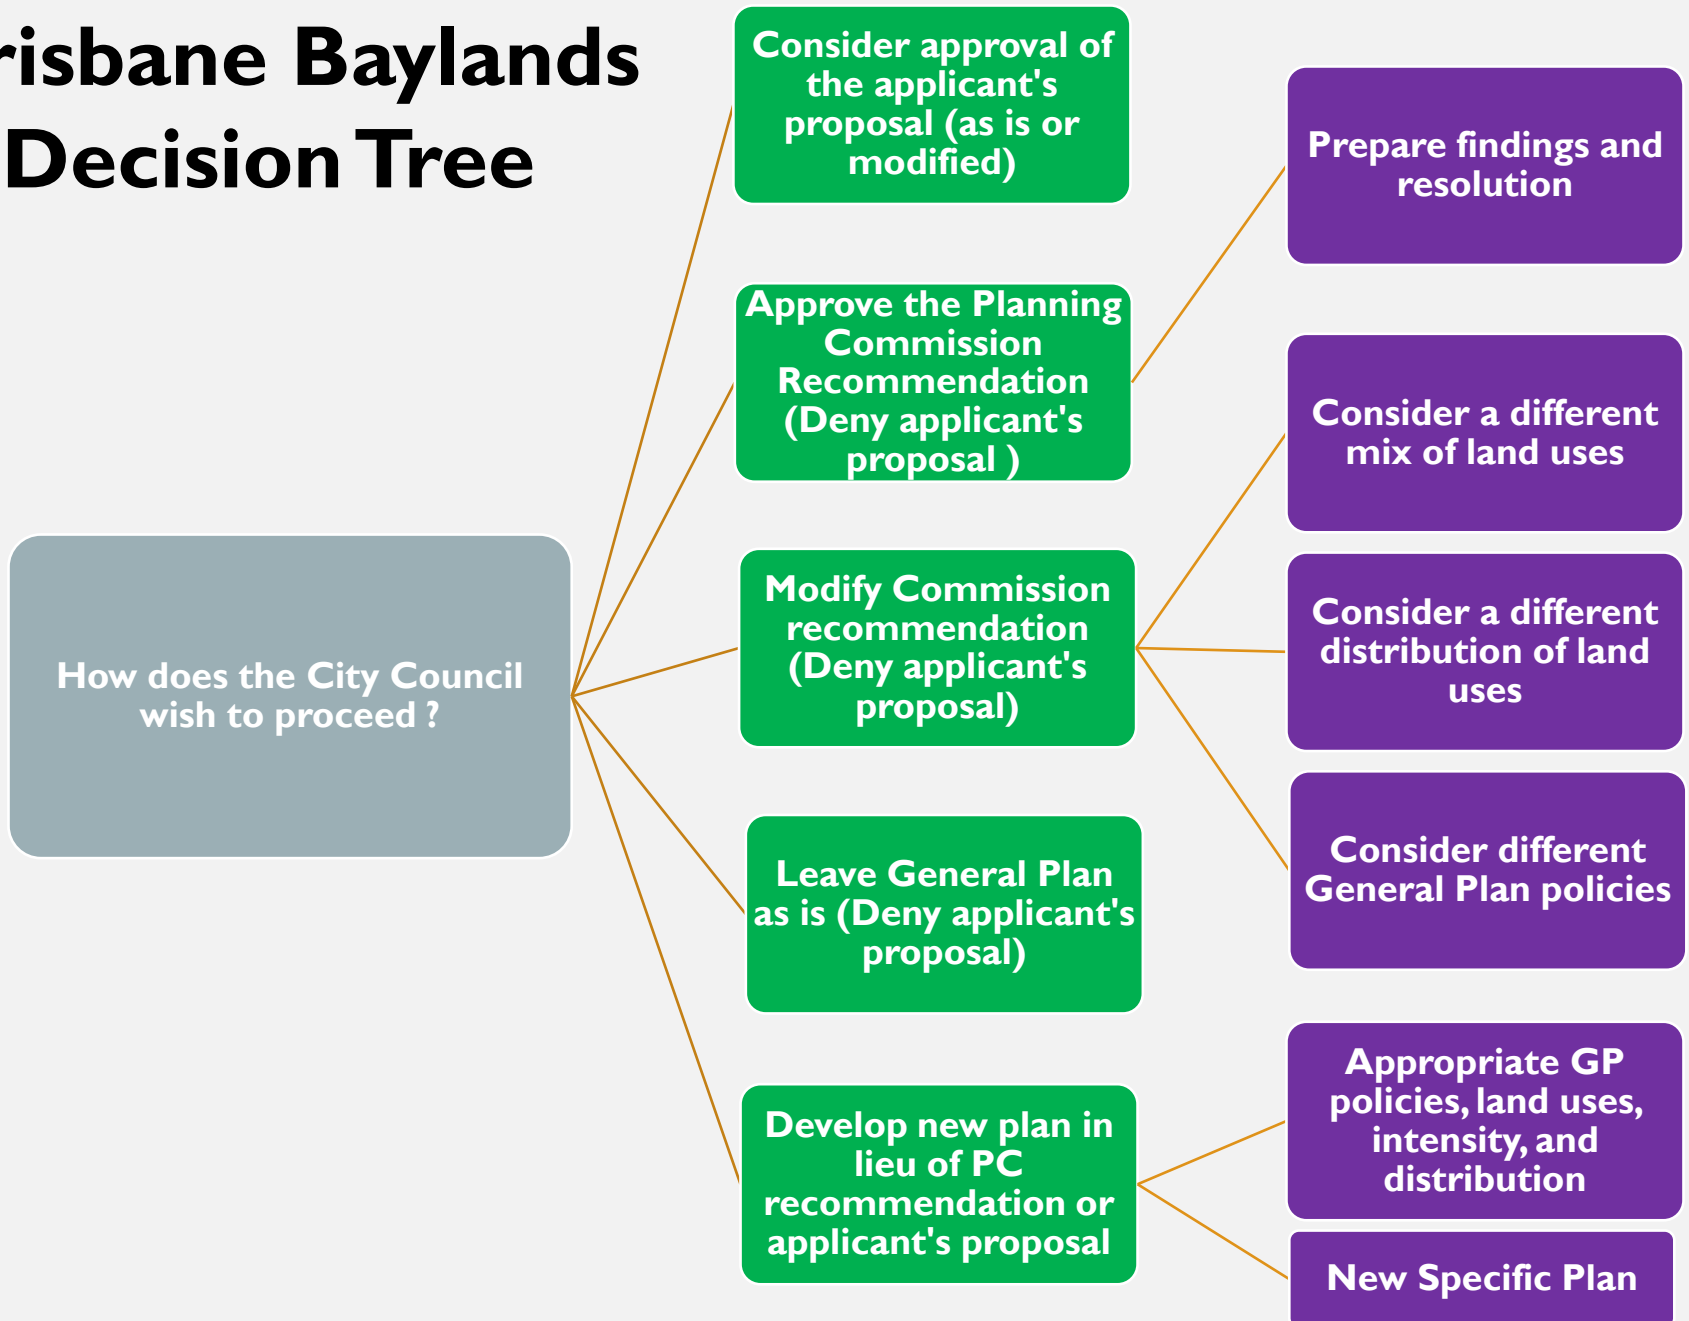 risbane Baylands
Decision Tree
How does the City Council
wish to proceed ?
Consider approval of
the applicant's
proposal (as is or
modified)
Approve the Planning
Commission
Recommendation
(Deny applicant's
proposal )
Modify Commission
recommendation
(Deny applicant's
proposal)
Leave General Plan
as is (Deny applicant's
proposal)
Develop new plan in
lieu of PC
recommendation or
applicant's proposal
Prepare findings and
resolution
Consider a different
mix of land uses
Consider a different
distribution of land
uses
Consider different
General Plan policies
Appropriate GP
policies, land uses,
intensity, and
distribution
New Specific Plan